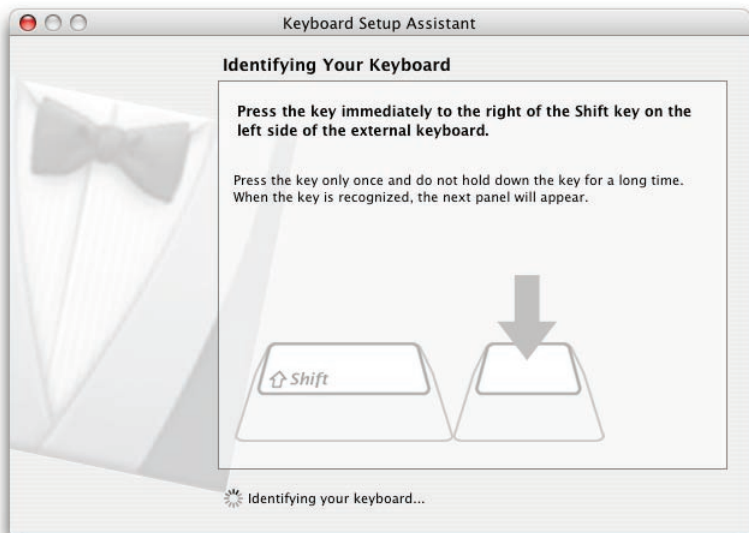 Keyboard Setup Assistant
Identifying Your Keyboard
Press the key immediately to the right of the Shift key on the
left side of the external keyboard.
Press the key only once and do not hold down the key for a long time.
When the key is recognized, the next panel will appear.
Shift
Identifying your keyboard...